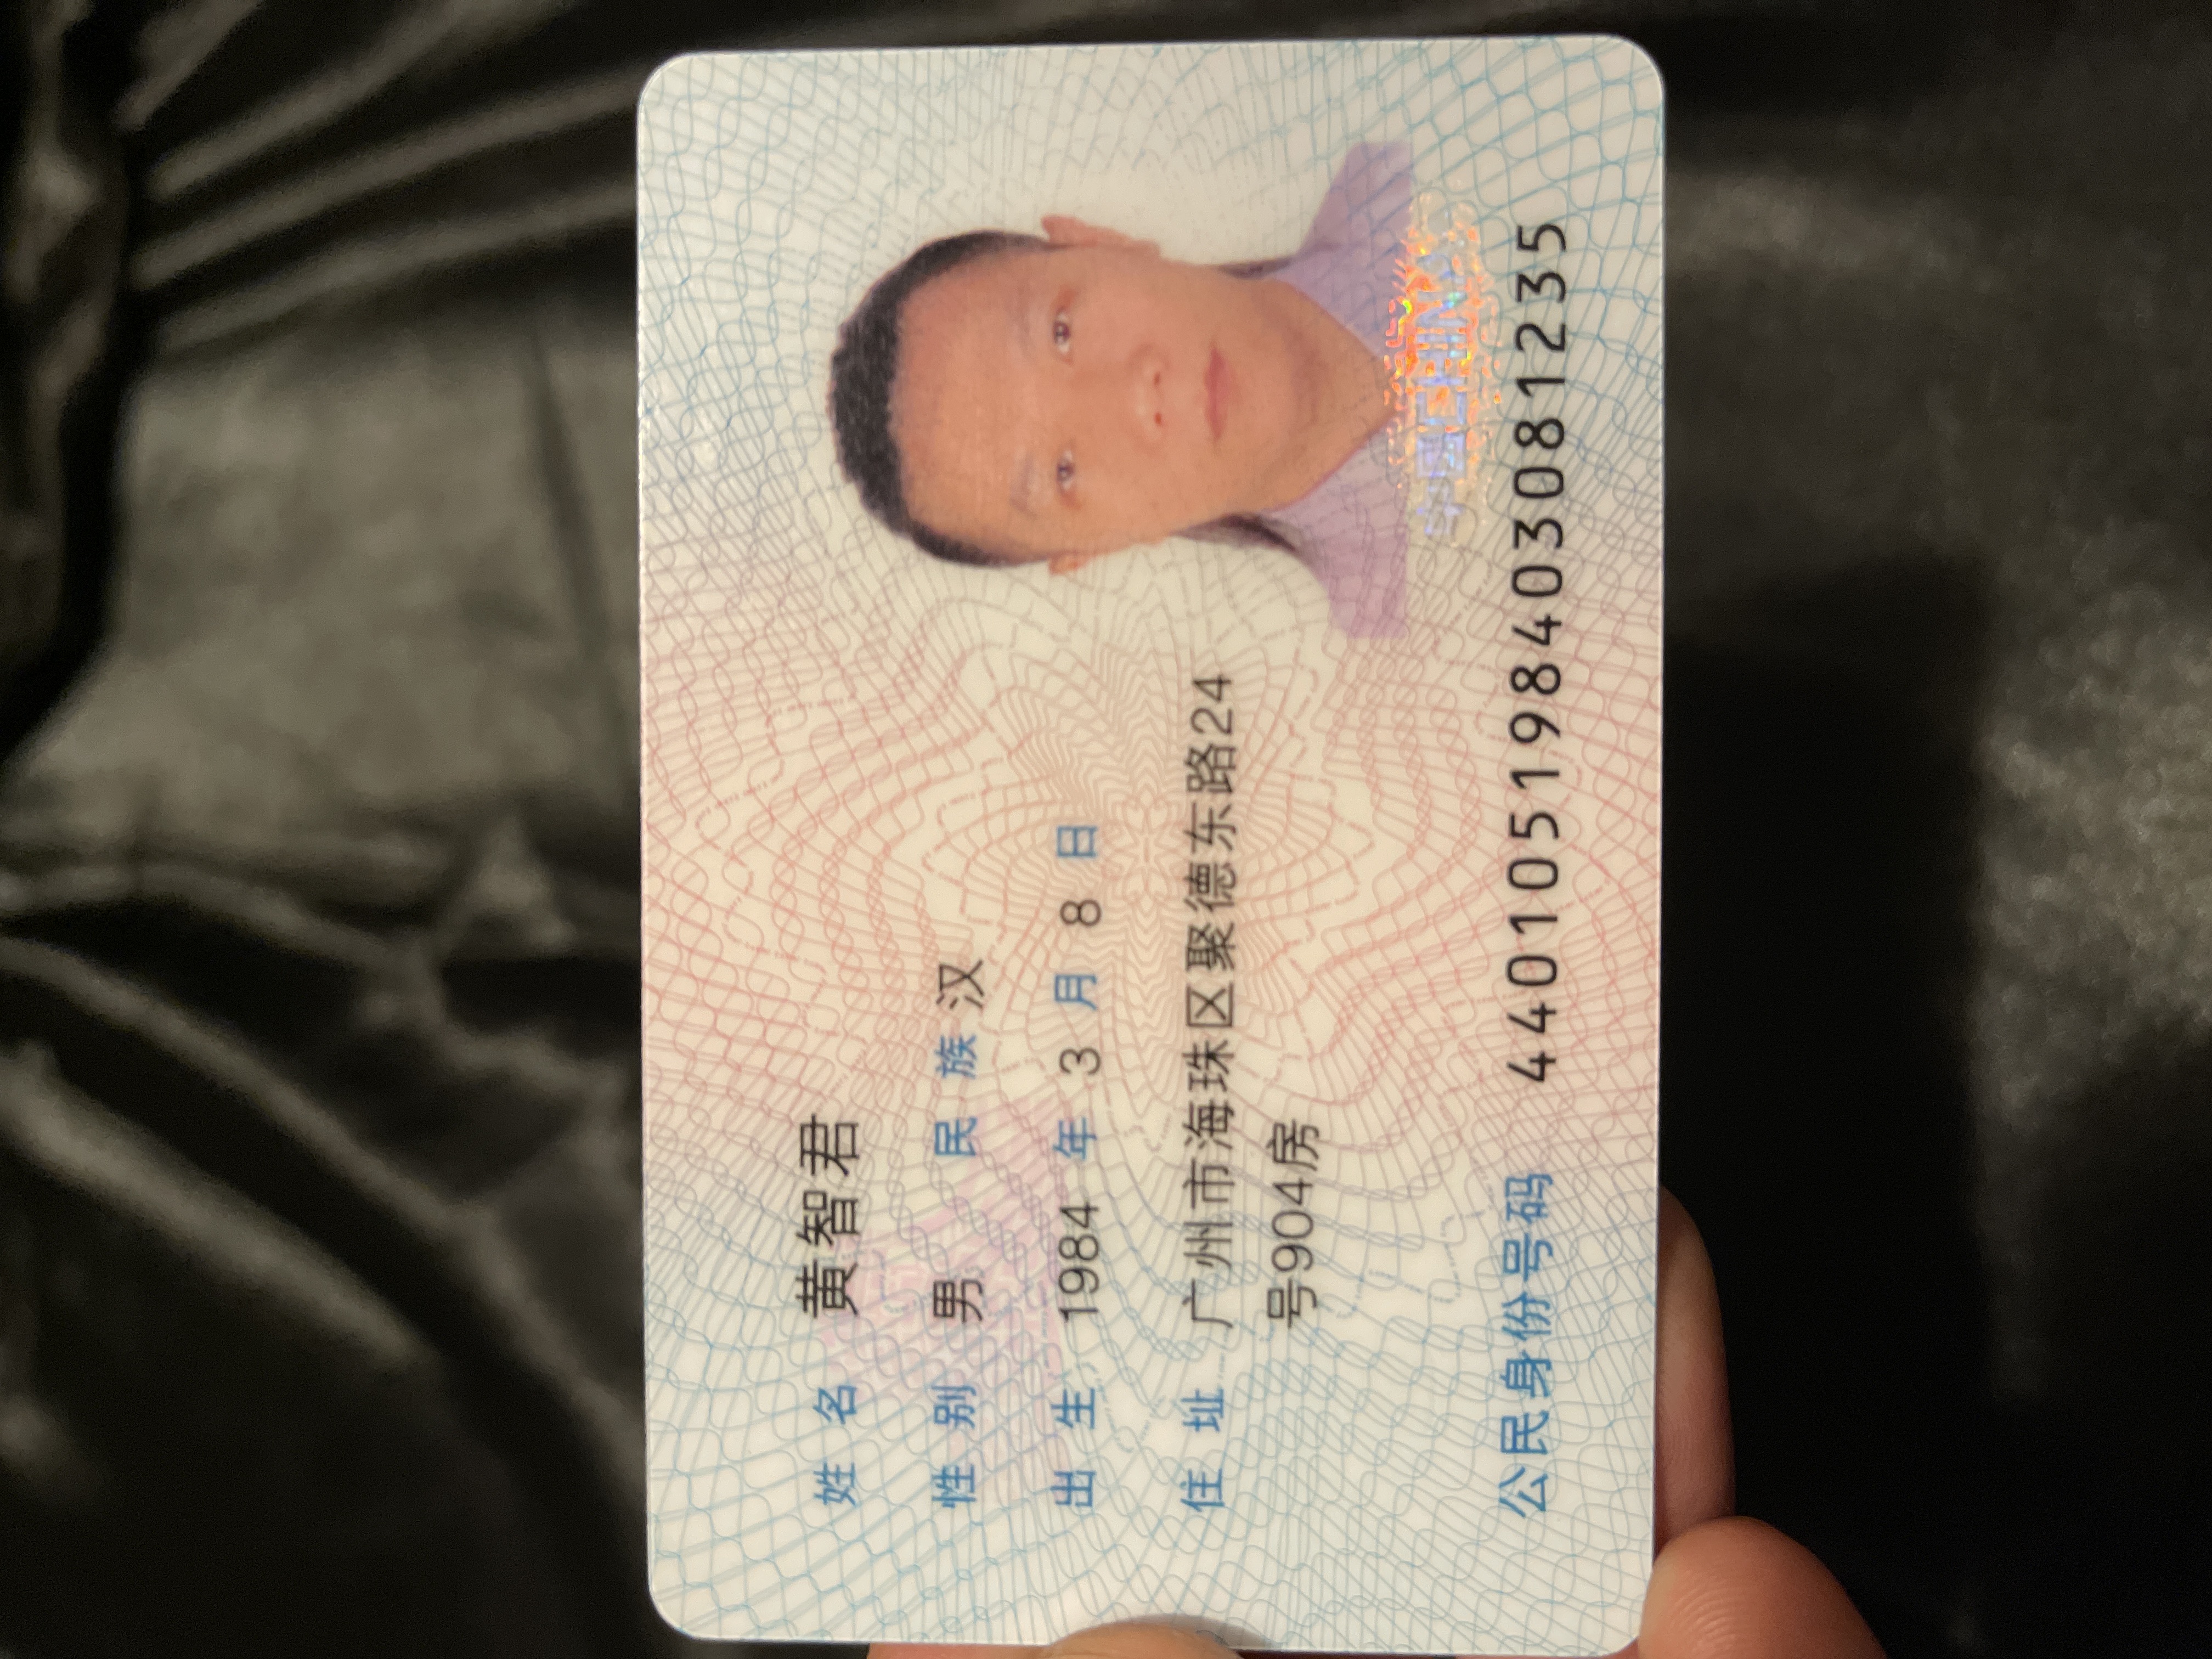 姓名 黄智君
性别 男 民族 汉
出生 1984 年 3 月 8 日
住址 广州市海珠区聚德东路24
号904房
中国CHINA
公民身份号码 440105198403081235